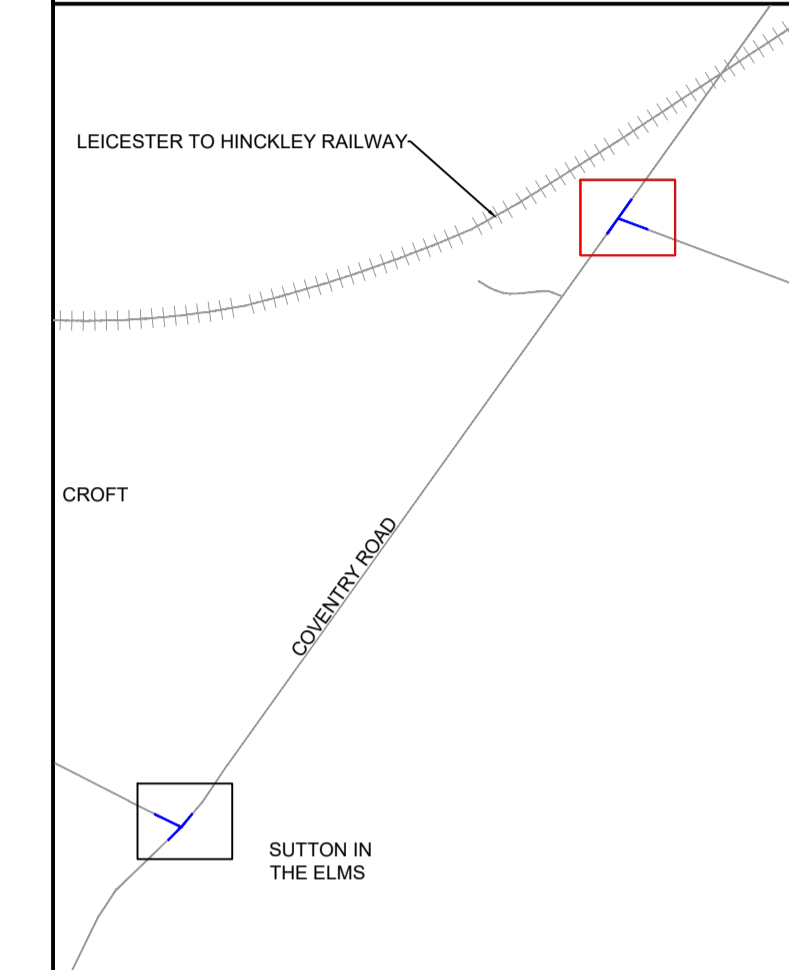 LEICESTER TO HINCKLEY RAILWAY
CROFT
COVENTRY ROAD
SUTTON IN
THE ELMS